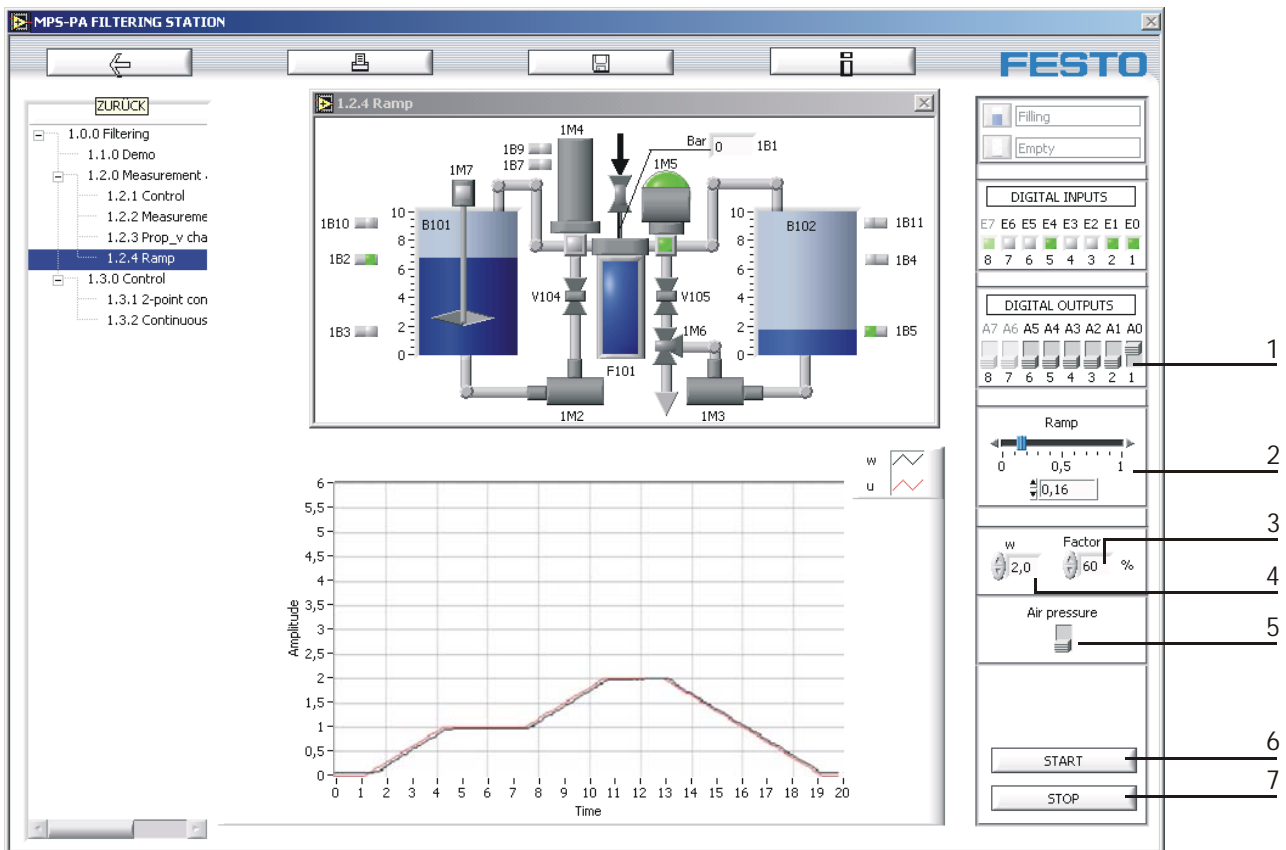 MPS-PA FILTERING STATION
FESTO
ZURÜCK
1.0.0 Filtering
1.1.0 Demo
1.2.0 Measurement
1.2.1 Control
1.2.2 Measureme
1.2.3 Prop_v cha
1.2.4 Ramp
1.3.0 Control
1.3.1 2-point con
1.3.2 Continuous
1.2.4 Ramp
1M4
1B9
1B7
1M7
Bar 0 1B1
1M5
1B10
1B2
1B3
10
8
6
4
2
0
B101
V104
F101
V105
1M6
1M2
1M3
10
8
6
4
2
0
B102
1B11
1B4
1B5
w
u
Amplitude
6
5,5
5
4,5
4
3,5
3
2,5
2
1,5
1
0,5
0
0 1 2 3 4 5 6 7 8 9 10 11 12 13 14 15 16 17 18 19 20
Time
Filling
Empty
DIGITAL INPUTS
E7 E6 E5 E4 E3 E2 E1 E0
8 7 6 5 4 3 2 1
DIGITAL OUTPUTS
A7 A6 A5 A4 A3 A2 A1 A0
8 7 6 5 4 3 2 1
Ramp
0 0,5 1
0,16
w Factor
2,0 60 %
Air pressure
START
STOP
1
2
3
4
5
6
7